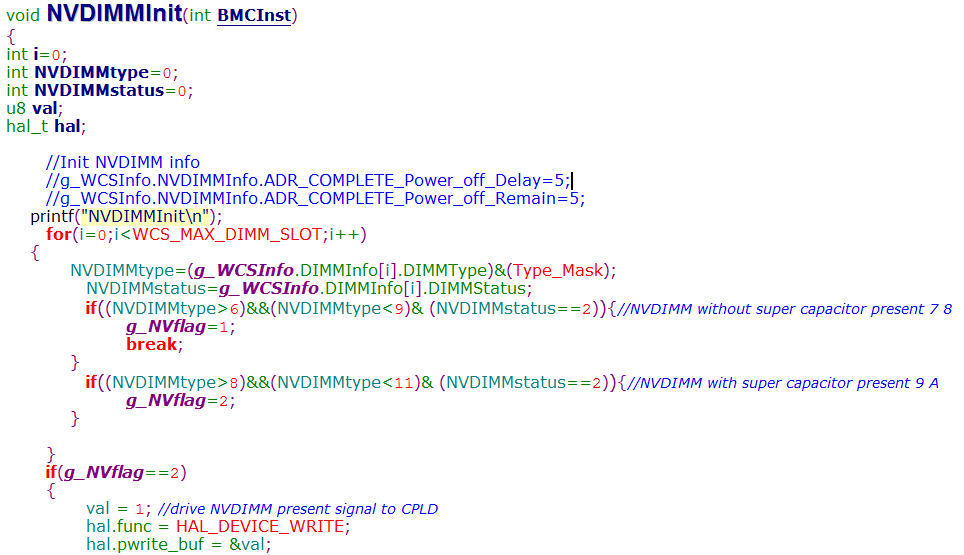 void NVDIMMInit(int BMCInst)
{
int i=0;
int NVDIMMtype=0;
int NVDIMMstatus=0;
u8 val;
hal_t hal;
//Init NVDIMM info
//g_WCSInfo.NVDIMMInfo.ADR_COMPLETE_Power_off_Delay=5;
//g_WCSInfo.NVDIMMInfo.ADR_COMPLETE_Power_off_Remain=5;
printf("NVDIMMInit\n");
for(i=0;i<WCS_MAX_DIMM_SLOT;i++)
{
NVDIMMtype=(g_WCSInfo.DIMMInfo[i].DIMMType)&(Type_Mask);
NVDIMMstatus=g_WCSInfo.DIMMInfo[i].DIMMStatus;
if((NVDIMMtype>6)&&(NVDIMMtype<9)& (NVDIMMstatus==2)){//NVDIMM without super capacitor present 7 8
g_NVflag=1;
break;
}
if((NVDIMMtype>8)&&(NVDIMMtype<11)& (NVDIMMstatus==2)){//NVDIMM with super capacitor present 9 A
g_NVflag=2;
}
}
if(g_NVflag==2)
{
val = 1; //drive NVDIMM present signal to CPLD
hal.func = HAL_DEVICE_WRITE;
hal.pwrite_buf = &val;